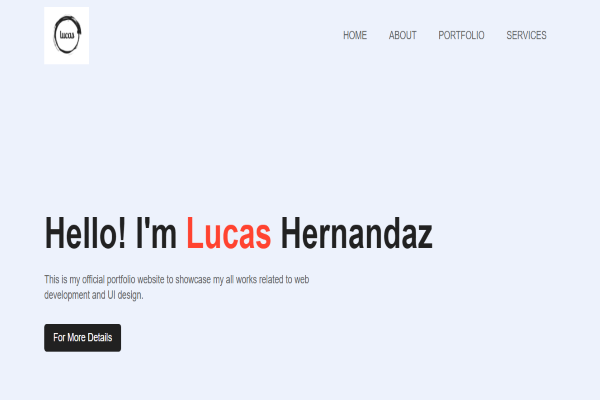 lucas
HOME ABOUT PORTFOLIO SERVICES
Hello! I'm Lucas Hernandaz
This is my official portfolio website to showcase my all works related to web
development and UI design.
For More Details